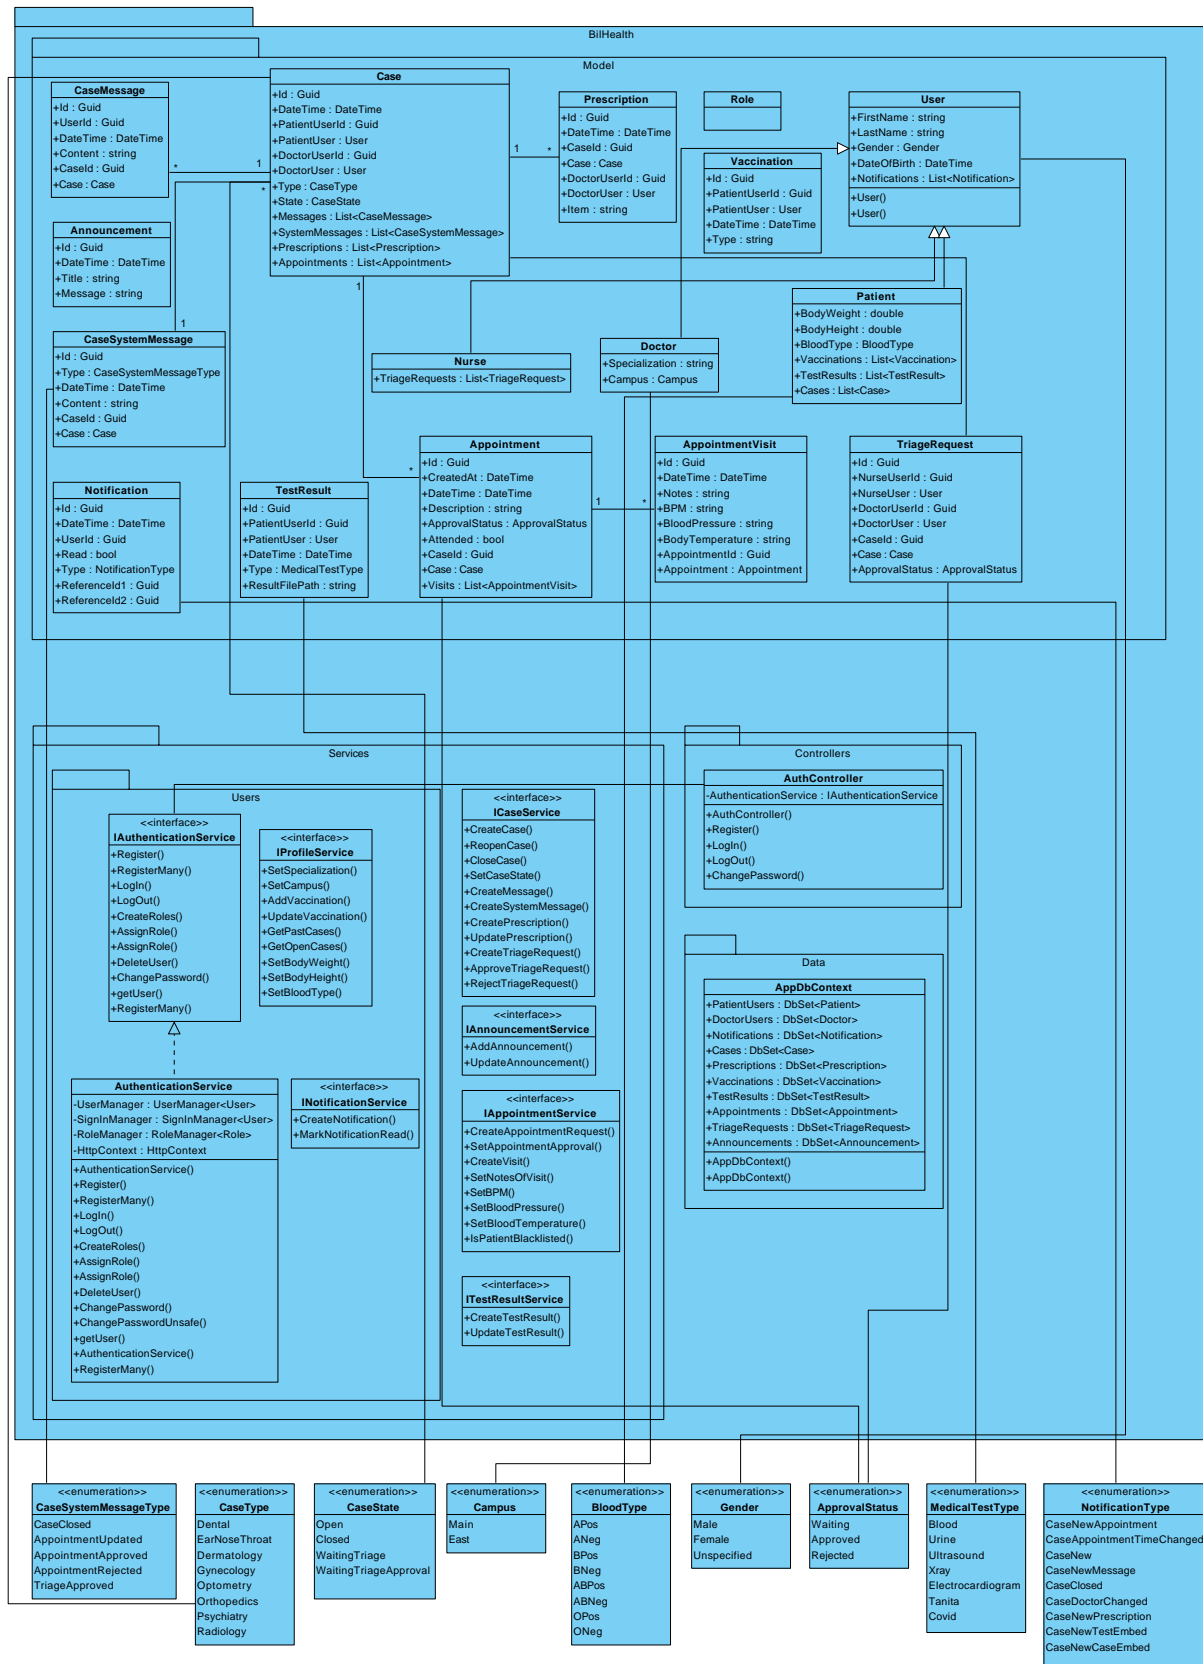 BilHealth
Model
CaseMessage
+Id : Guid
+UserId : Guid
+DateTime : DateTime
+Content : string
+CaseId : Guid
+Case : Case
Case
+Id : Guid
+DateTime : DateTime
+PatientUserId : Guid
+PatientUser : User
+DoctorUserId : Guid
+DoctorUser : User
+Type : CaseType
+State : CaseState
+Messages : List<CaseMessage>
+SystemMessages : List<CaseSystemMessage>
+Prescriptions : List<Prescription>
+Appointments : List<Appointment>
Prescription
+Id : Guid
+DateTime : DateTime
+CaseId : Guid
+Case : Case
+DoctorUserId : Guid
+DoctorUser : User
+Item : string
Role
User
+FirstName : string
+LastName : string
+Gender : Gender
+DateOfBirth : DateTime
+Notifications : List<Notification>
+User()
+User()
Vaccination
+Id : Guid
+PatientUserId : Guid
+PatientUser : User
+DateTime : DateTime
+Type : string
* 1
1 *
*
1
1
*
1 *
Announcement
+Id : Guid
+DateTime : DateTime
+Title : string
+Message : string
CaseSystemMessage
+Id : Guid
+Type : CaseSystemMessageType
+DateTime : DateTime
+Content : string
+CaseId : Guid
+Case : Case
Nurse
+TriageRequests : List<TriageRequest>
Doctor
+Specialization : string
+Campus : Campus
Patient
+BodyWeight : double
+BodyHeight : double
+BloodType : BloodType
+Vaccinations : List<Vaccination>
+TestResults : List<TestResult>
+Cases : List<Case>
Notification
+Id : Guid
+DateTime : DateTime
+UserId : Guid
+Read : bool
+Type : NotificationType
+ReferenceId1 : Guid
+ReferenceId2 : Guid
TestResult
+Id : Guid
+PatientUserId : Guid
+PatientUser : User
+DateTime : DateTime
+Type : MedicalTestType
+ResultFilePath : string
Appointment
+Id : Guid
+CreatedAt : DateTime
+DateTime : DateTime
+Description : string
+ApprovalStatus : ApprovalStatus
+Attended : bool
+CaseId : Guid
+Case : Case
+Visits : List<AppointmentVisit>
AppointmentVisit
+Id : Guid
+DateTime : DateTime
+Notes : string
+BPM : string
+BloodPressure : string
+BodyTemperature : string
+AppointmentId : Guid
+Appointment : Appointment
TriageRequest
+Id : Guid
+NurseUserId : Guid
+NurseUser : User
+DoctorUserId : Guid
+DoctorUser : User
+CaseId : Guid
+Case : Case
+ApprovalStatus : ApprovalStatus
Services
Users
<<interface>>
IAuthenticationService
+Register()
+RegisterMany()
+LogIn()
+LogOut()
+CreateRoles()
+AssignRole()
+AssignRole()
+DeleteUser()
+ChangePassword()
+getUser()
+RegisterMany()
<<interface>>
IProfileService
+SetSpecialization()
+SetCampus()
+AddVaccination()
+UpdateVaccination()
+GetPastCases()
+GetOpenCases()
+SetBodyWeight()
+SetBodyHeight()
+SetBloodType()
AuthenticationService
-UserManager : UserManager<User>
-SignInManager : SignInManager<User>
-RoleManager : RoleManager<Role>
-HttpContext : HttpContext
+AuthenticationService()
+Register()
+RegisterMany()
+LogIn()
+LogOut()
+CreateRoles()
+AssignRole()
+AssignRole()
+DeleteUser()
+ChangePassword()
+ChangePasswordUnsafe()
+getUser()
+AuthenticationService()
+RegisterMany()
<<interface>>
INotificationService
+CreateNotification()
+MarkNotificationRead()
<<interface>>
ICaseService
+CreateCase()
+ReopenCase()
+CloseCase()
+SetCaseState()
+CreateMessage()
+CreateSystemMessage()
+CreatePrescription()
+UpdatePrescription()
+CreateTriageRequest()
+ApproveTriageRequest()
+RejectTriageRequest()
<<interface>>
IAnnouncementService
+AddAnnouncement()
+UpdateAnnouncement()
<<interface>>
IAppointmentService
+CreateAppointmentRequest()
+SetAppointmentApproval()
+CreateVisit()
+SetNotesOfVisit()
+SetBPM()
+SetBloodPressure()
+SetBloodTemperature()
+IsPatientBlacklisted()
<<interface>>
ITestResultService
+CreateTestResult()
+UpdateTestResult()
Controllers
AuthController
-AuthenticationService : IAuthenticationService
+AuthController()
+Register()
+LogIn()
+LogOut()
+ChangePassword()
Data
AppDbContext
+PatientUsers : DbSet<Patient>
+DoctorUsers : DbSet<Doctor>
+Notifications : DbSet<Notification>
+Cases : DbSet<Case>
+Prescriptions : DbSet<Prescription>
+Vaccinations : DbSet<Vaccination>
+TestResults : DbSet<TestResult>
+Appointments : DbSet<Appointment>
+TriageRequests : DbSet<TriageRequest>
+Announcements : DbSet<Announcement>
+AppDbContext()
+AppDbContext()
<<enumeration>>
CaseSystemMessageType
CaseClosed
AppointmentUpdated
AppointmentApproved
AppointmentRejected
TriageApproved
<<enumeration>>
CaseType
Dental
EarNoseThroat
Dermatology
Gynecology
Optometry
Orthopedics
Psychiatry
Radiology
<<enumeration>>
CaseState
Open
Closed
WaitingTriage
WaitingTriageApproval
<<enumeration>>
Campus
Main
East
<<enumeration>>
BloodType
APos
ANeg
BPos
BNeg
ABPos
ABNeg
OPos
ONeg
<<enumeration>>
Gender
Male
Female
Unspecified
<<enumeration>>
ApprovalStatus
Waiting
Approved
Rejected
<<enumeration>>
MedicalTestType
Blood
Urine
Ultrasound
Xray
Electrocardiogram
Tanita
Covid
<<enumeration>>
NotificationType
CaseNewAppointment
CaseAppointmentTimeChanged
CaseNew
CaseNewMessage
CaseClosed
CaseDoctorChanged
CaseNewPrescription
CaseNewTestEmbed
CaseNewCaseEmbed